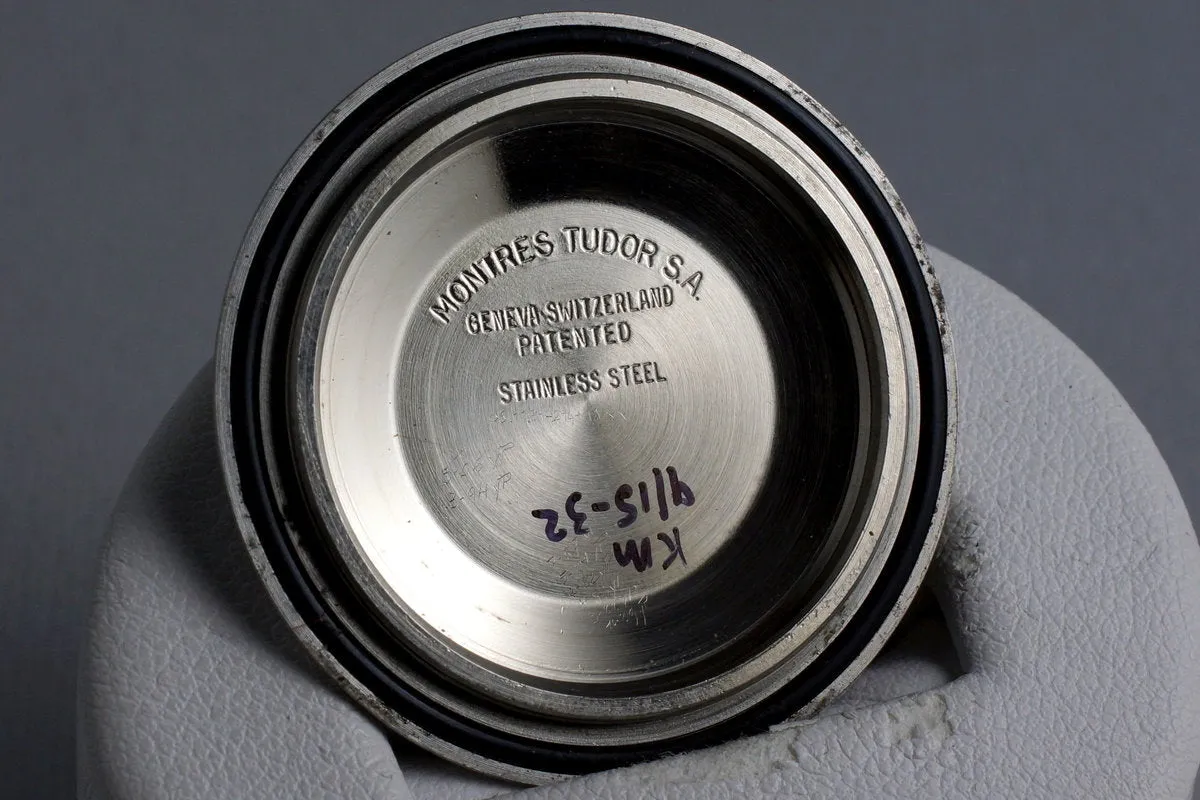 MONTRES TUDOR S.A.
GENEVA-SWITZERLAND
PATENTED
STAINLESS STEEL
KM
9/15-32